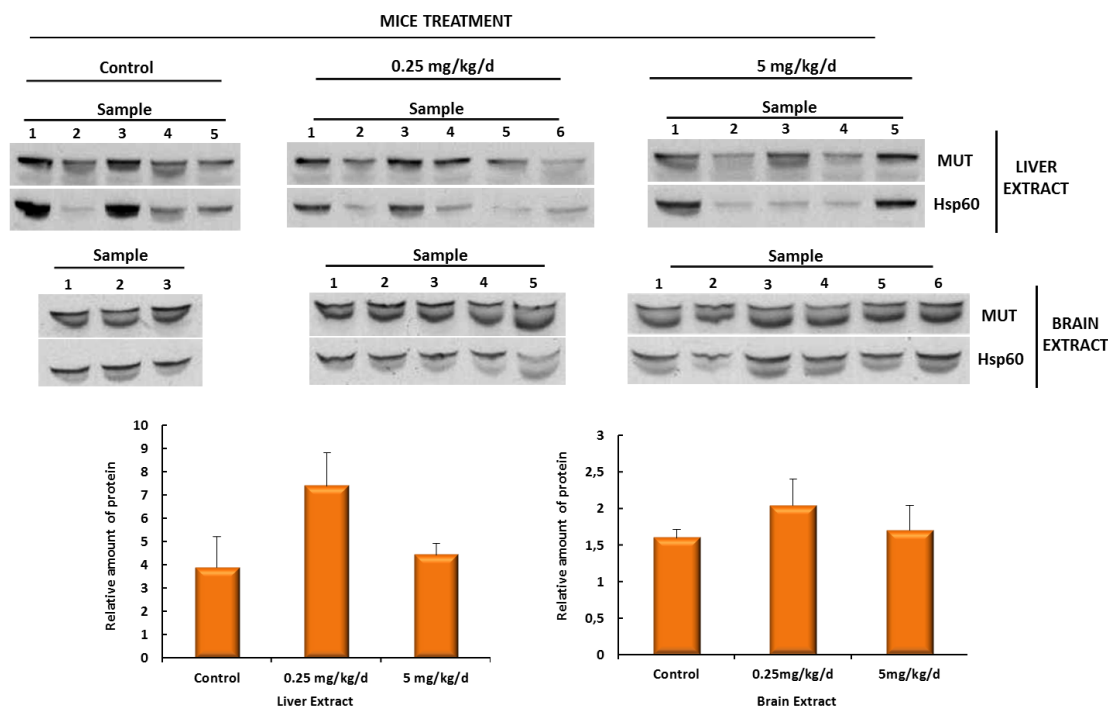 MICE TREATMENT
Control 0.25 mg/kg/d 5 mg/kg/d
Sample Sample Sample
1 2 3 4 5 1 2 3 4 5 6 1 2 3 4 5
MUT
Hsp60
LIVER
EXTRACT
Sample Sample Sample
1 2 3 1 2 3 4 5 1 2 3 4 5 6
MUT
Hsp60
BRAIN
EXTRACT
Relative amount of protein
10
9
8
7
6
5
4
3
2
1
0
Control 0.25 mg/kg/d 5 mg/kg/d
Liver Extract
Relative amount of protein
3
2,5
2
1,5
1
0,5
0
Control 0.25mg/kg/d 5mg/kg/d
Brain Extract